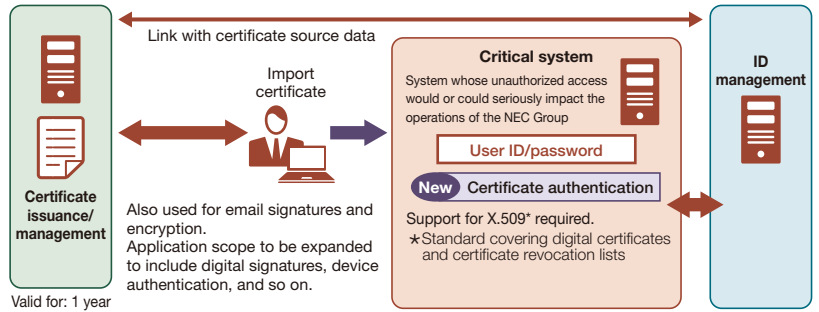 Link with certificate source data
Certificate
issuance/
management
Valid for: 1 year
Import
certificate
Also used for email signatures and
encryption.
Application scope to be expanded
to include digital signatures, device
authentication, and so on.
Critical system
System whose unauthorized access
would or could seriously impact the
operations of the NEC Group
User ID/password
New Certificate authentication
Support for X.509* required.
*Standard covering digital certificates
and certificate revocation lists
ID
management